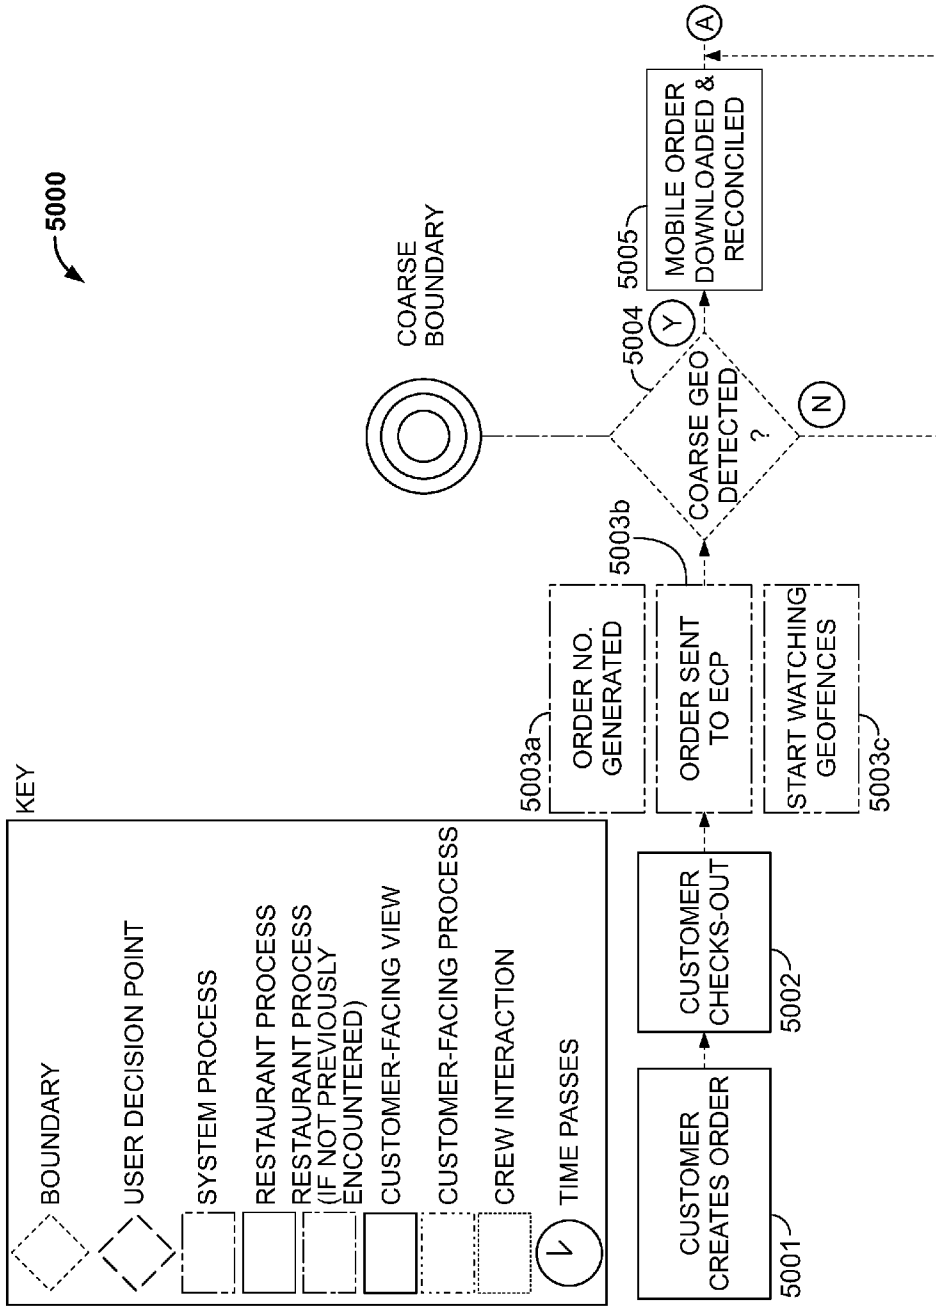 5000
KEY
BOUNDARY
USER DECISION POINT
SYSTEM PROCESS
RESTAURANT PROCESS
RESTAURANT PROCESS
(IF NOT PREVIOUSLY
ENCOUNTERED)
CUSTOMER-FACING VIEW
CUSTOMER-FACING PROCESS
CREW INTERACTION
TIME PASSES
COARSE
BOUNDARY
5001
CUSTOMER
CREATES ORDER
5002
CUSTOMER
CHECKS-OUT
5003a
ORDER NO.
GENERATED
5003b
ORDER SENT
TO ECP
START WATCHING
GEOFENCES
5003c
5004
COARSE GEO
DETECTED
?
Y
N
5005
MOBILE ORDER
DOWNLOADED &
RECONCILED
A